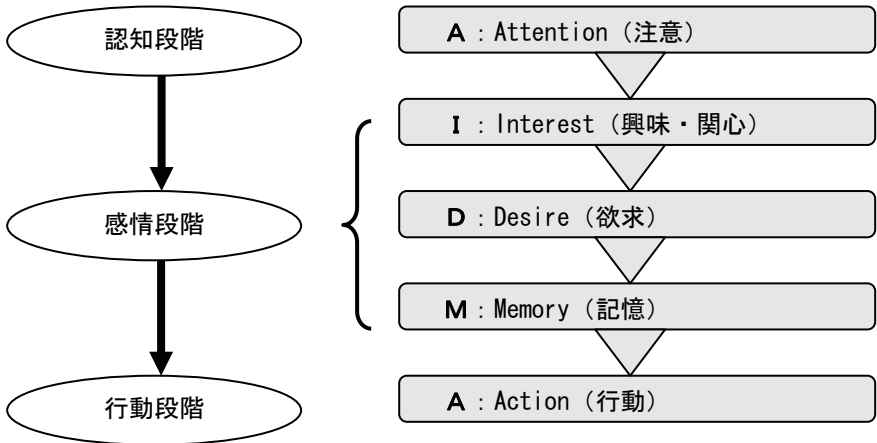 認知段階
A：Attention（注意）
I：Interest（興味・関心）
感情段階
D：Desire（欲求）
M：Memory（記憶）
行動段階
A：Action（行動）